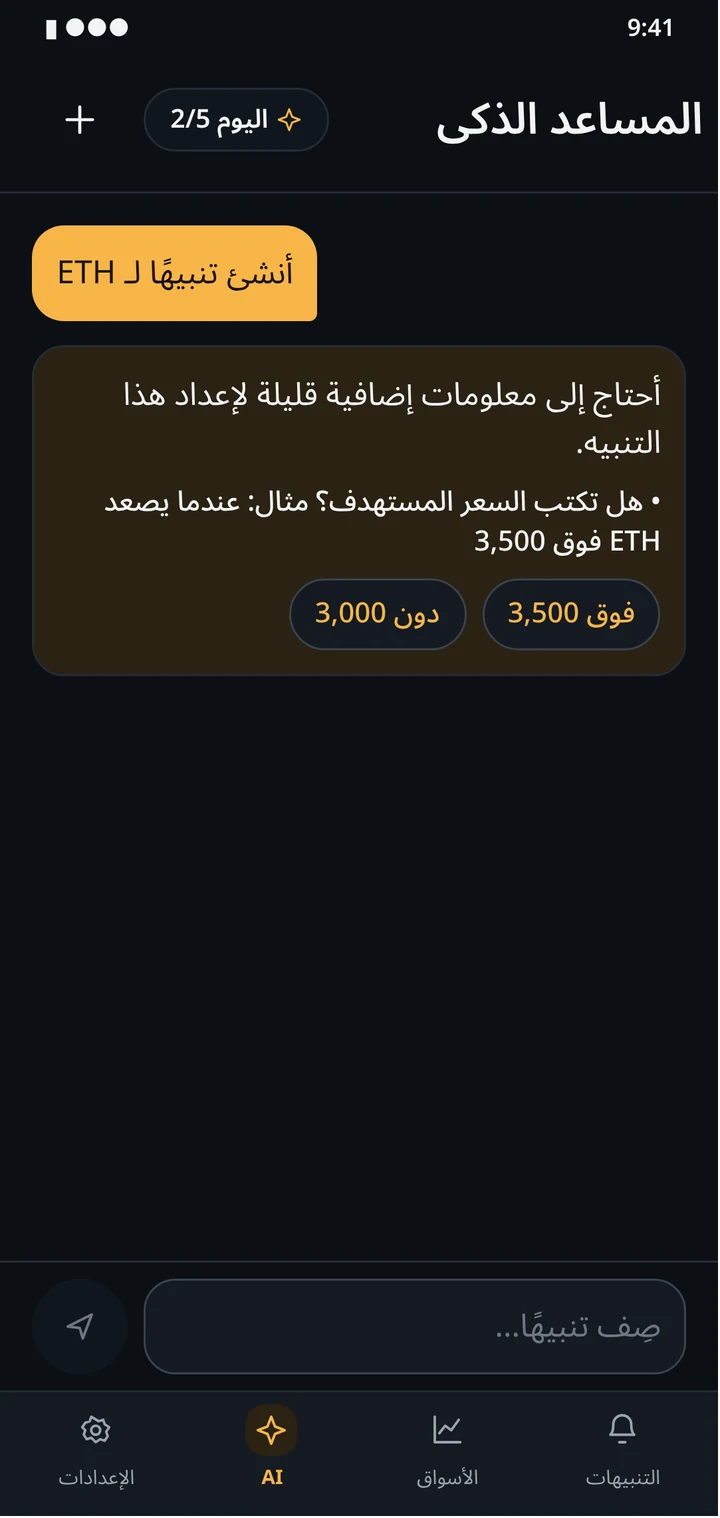 9:41
المساعد الذكى
اليوم 2/5
أنشئ تنبيهًا لـ ETH
أحتاج إلى معلومات إضافية قليلة لإعداد هذا
التنبيه.
• هل تكتب السعر المستهدف؟ مثال: عندما يصعد
ETH فوق 3,500
فوق 3,500
دون 3,000
صِف تنبيهًا...
التنبيهات
الأسواق
AI
الإعدادات